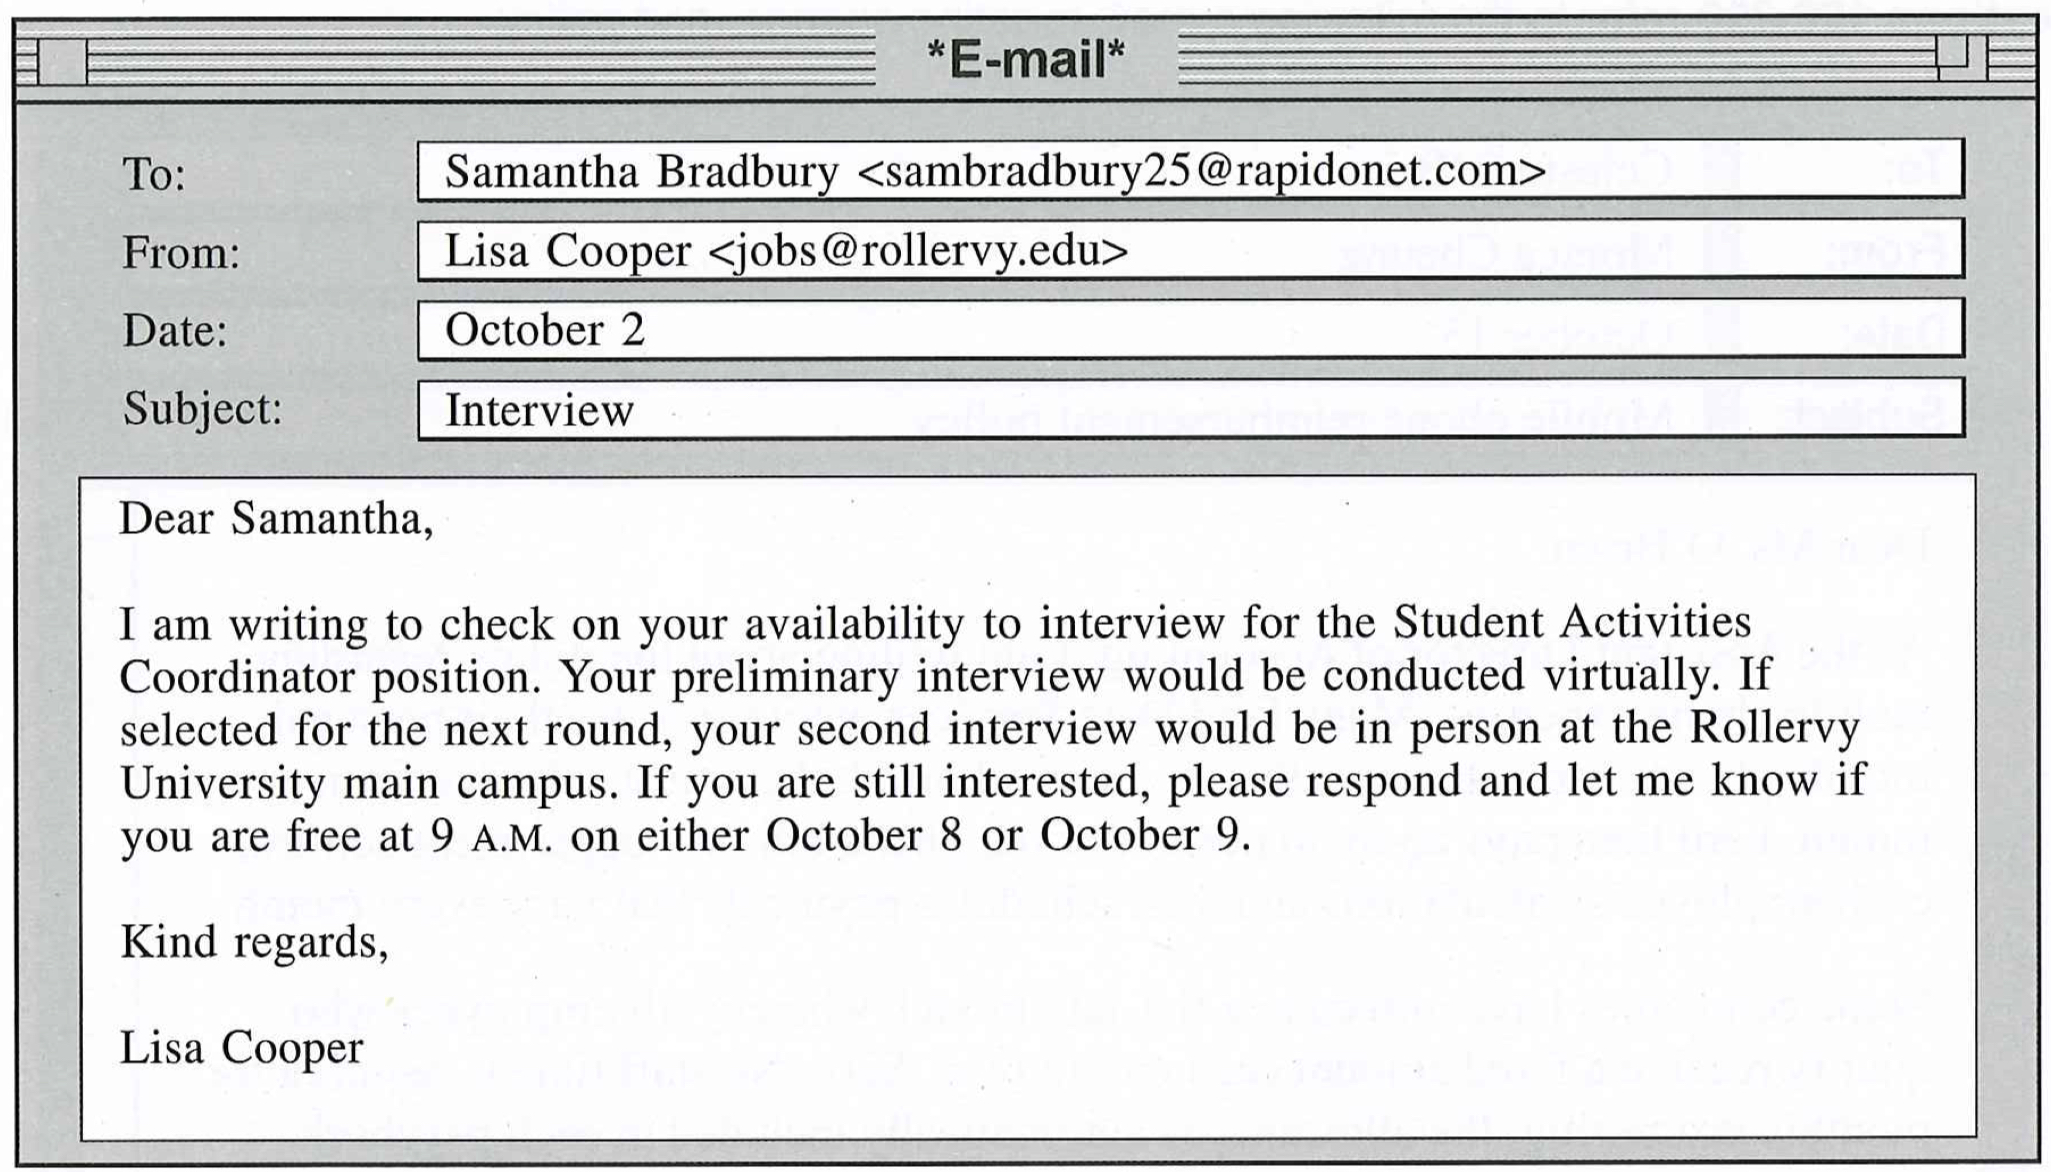 *E-mail*
To: Samantha Bradbury <sambradbury25@rapidonet.com>
From: Lisa Cooper <jobs@rollervy.edu>
Date: October 2
Subject: Interview
Dear Samantha,
I am writing to check on your availability to interview for the Student Activities
Coordinator position. Your preliminary interview would be conducted virtually. If
selected for the next round, your second interview would be in person at the Rollervy
University main campus. If you are still interested, please respond and let me know if
you are free at 9 A.M. on either October 8 or October 9.
Kind regards,
Lisa Cooper